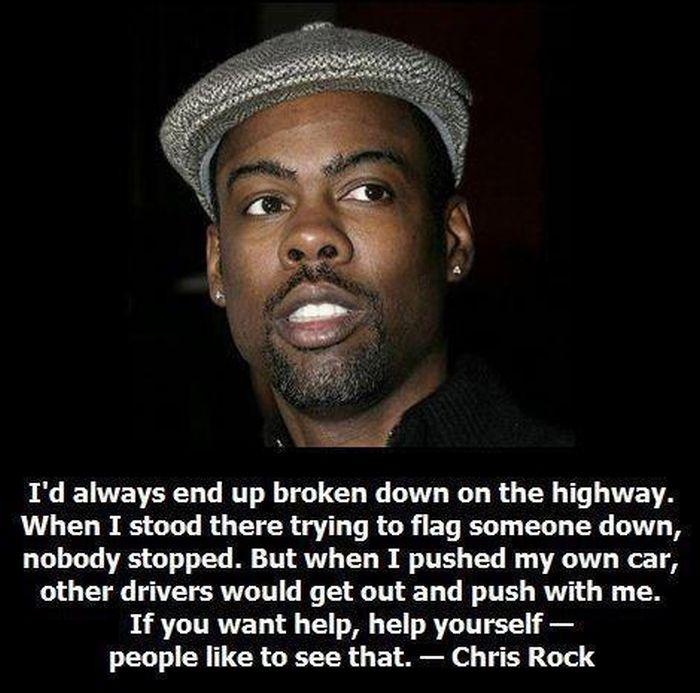 I'd always end up broken down on the highway.
When I stood there trying to flag someone down,
nobody stopped. But when I pushed my own car,
other drivers would get out and push with me.
If you want help, help yourself —
people like to see that. — Chris Rock